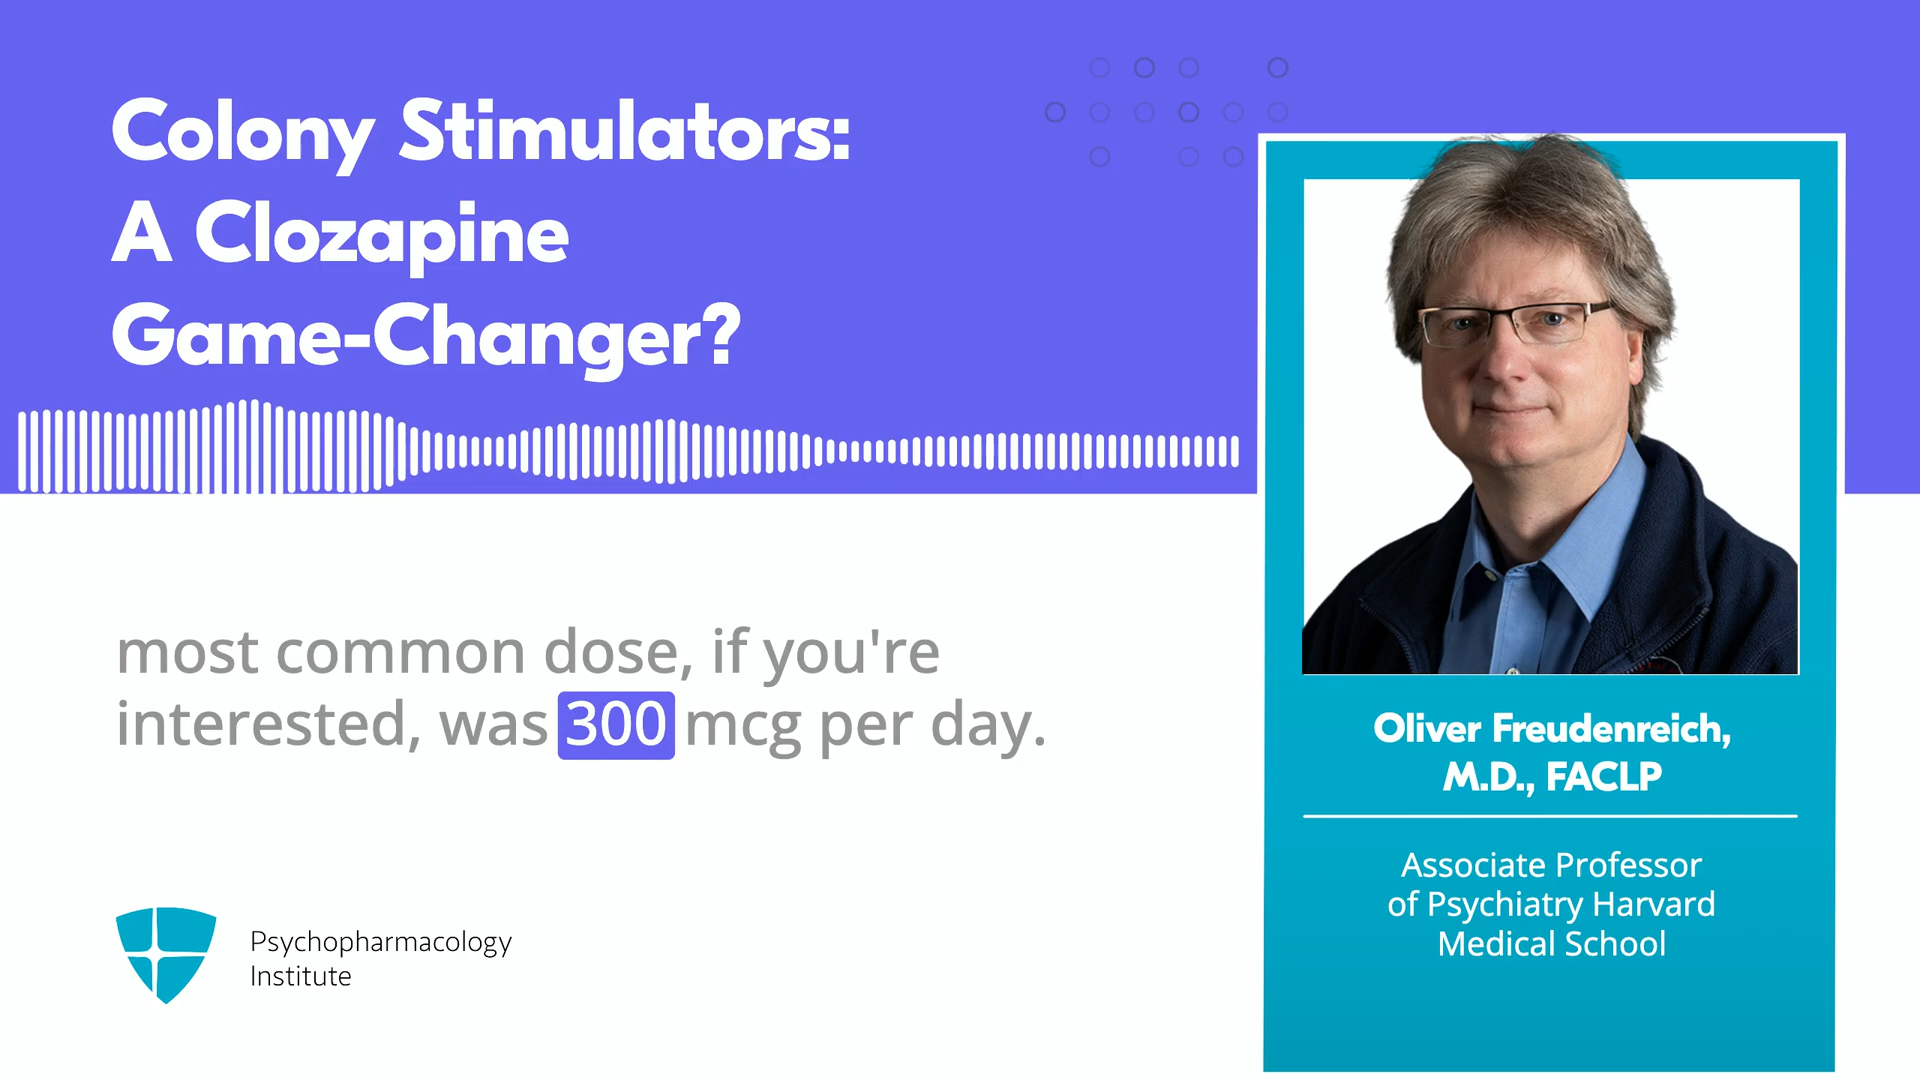 Colony Stimulators:
A Clozapine
Game-Changer?
most common dose, if you're
interested, was 300 mcg per day.
Psychopharmacology
Institute
Oliver Freudenreich,
M.D., FACLP
Associate Professor
of Psychiatry Harvard
Medical School